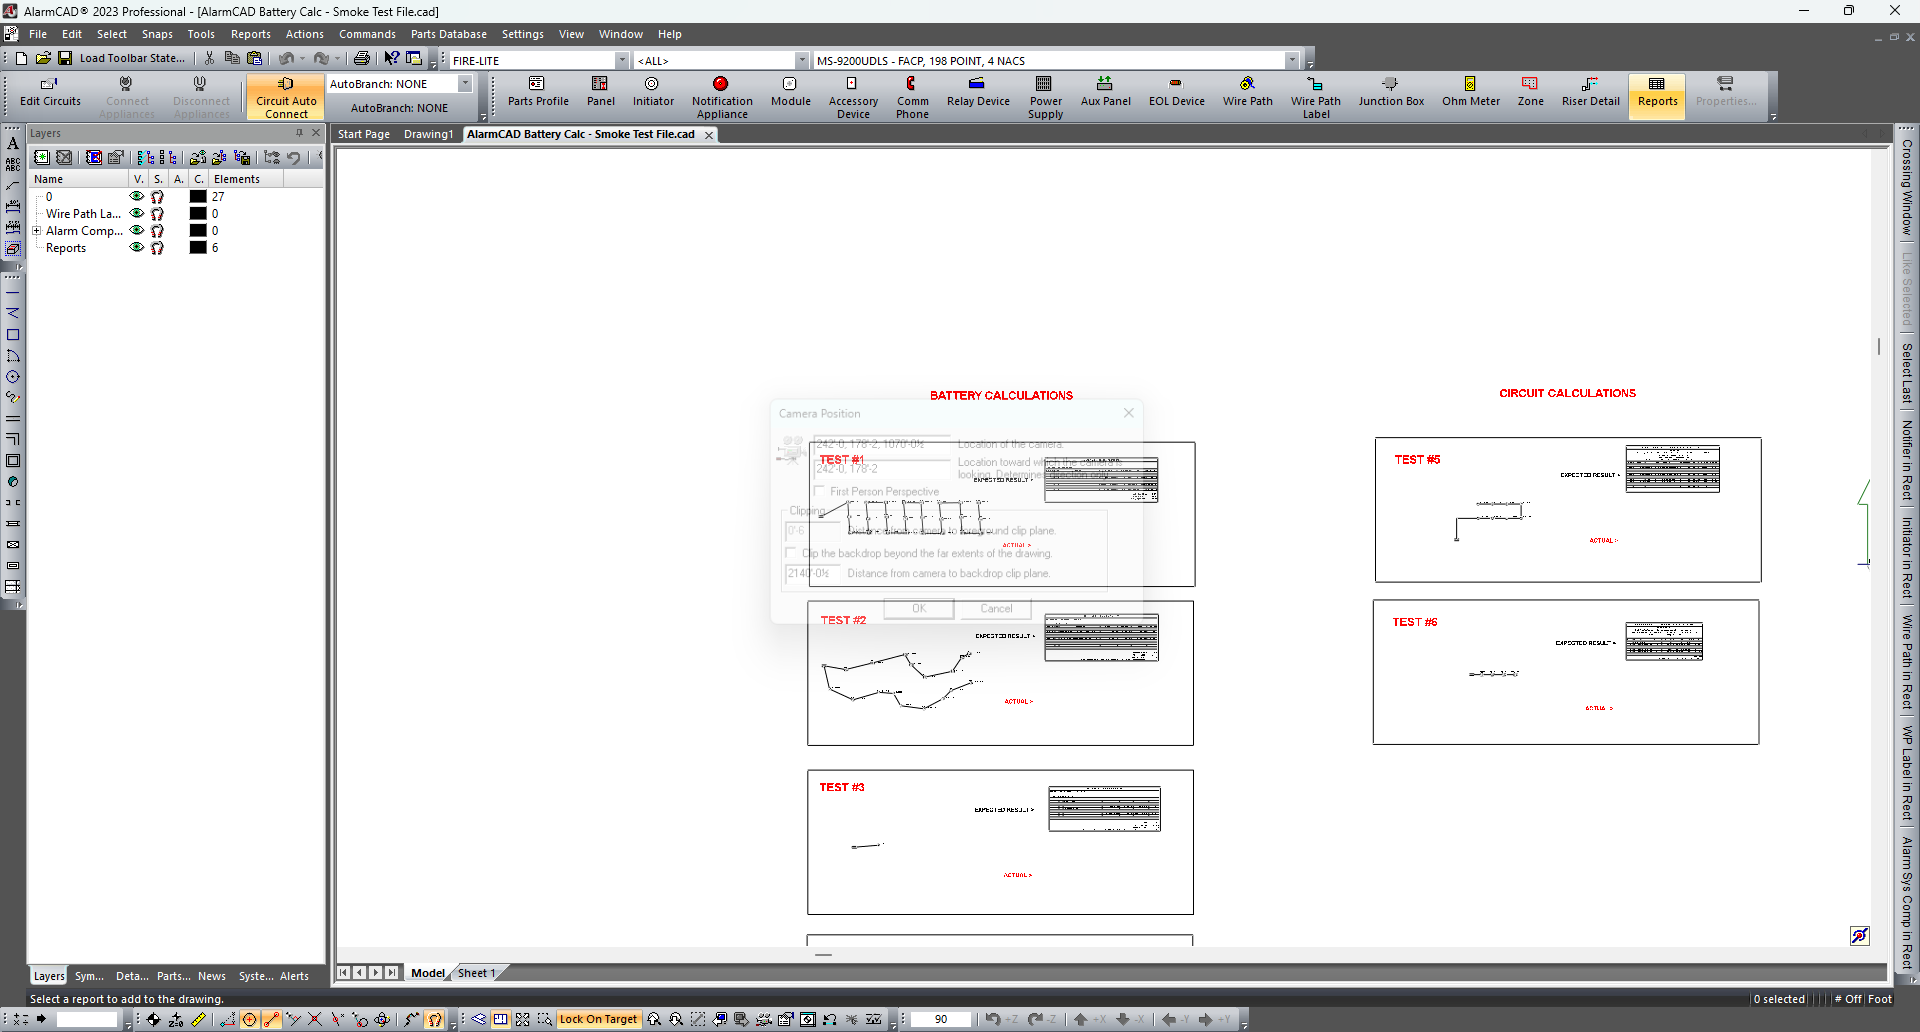 AlarmCAD® 2023 Professional - [AlarmCAD Battery Calc - Smoke Test File.cad]
File Edit Select Snaps Tools Reports Actions Commands Parts Database Settings View Window Help
Load Toolbar State...
FIRE-LITE
<ALL>
MS-9200UDLS - FACP, 198 POINT, 4 NACS
Edit Circuits
Connect Appliances
Disconnect Appliances
Circuit Auto Connect
AutoBranch: NONE
AutoBranch: NONE
Parts Profile
Panel
Initiator
Notification Appliance
Module
Accessory Device
Comm Phone
Relay Device
Power Supply
Aux Panel
EOL Device
Wire Path
Wire Path Label
Junction Box
Ohm Meter
Zone
Riser Detail
Reports
Properties...
Layers
Start Page
Drawing1
AlarmCAD Battery Calc - Smoke Test File.cad
Name V. S. A. C. Elements
0 27
Wire Path La... 0
Alarm Comp... 0
Reports 6
BATTERY CALCULATIONS
CIRCUIT CALCULATIONS
Camera Position
242'-0, 178'-2, 1070'-0½ Location of the camera.
242'-0, 178'-2 Location toward which the camera is looking. Determines direction only.
First Person Perspective
Clipping
0'-6 Distance from camera to foreground clip plane.
Clip the backdrop beyond the far extents of the drawing.
2140'-0½ Distance from camera to backdrop clip plane.
OK Cancel
TEST #1
EXPECTED RESULT >
ACTUAL >
TEST #2
EXPECTED RESULT >
ACTUAL >
TEST #3
EXPECTED RESULT >
ACTUAL >
TEST #5
EXPECTED RESULT >
ACTUAL >
TEST #6
EXPECTED RESULT >
ACTUAL >
Crossing Window
Like Selected
Select Last
Notifier in Rect
Initiator in Rect
Wire Path in Rect
WP Label in Rect
Alarm Sys Comp in Rect
Layers Sym... Deta... Parts... News Syste... Alerts
Model Sheet 1
Select a report to add to the drawing.
0 selected # Off Foot
Lock On Target
90
+Z -Z +X -X -Y +Y